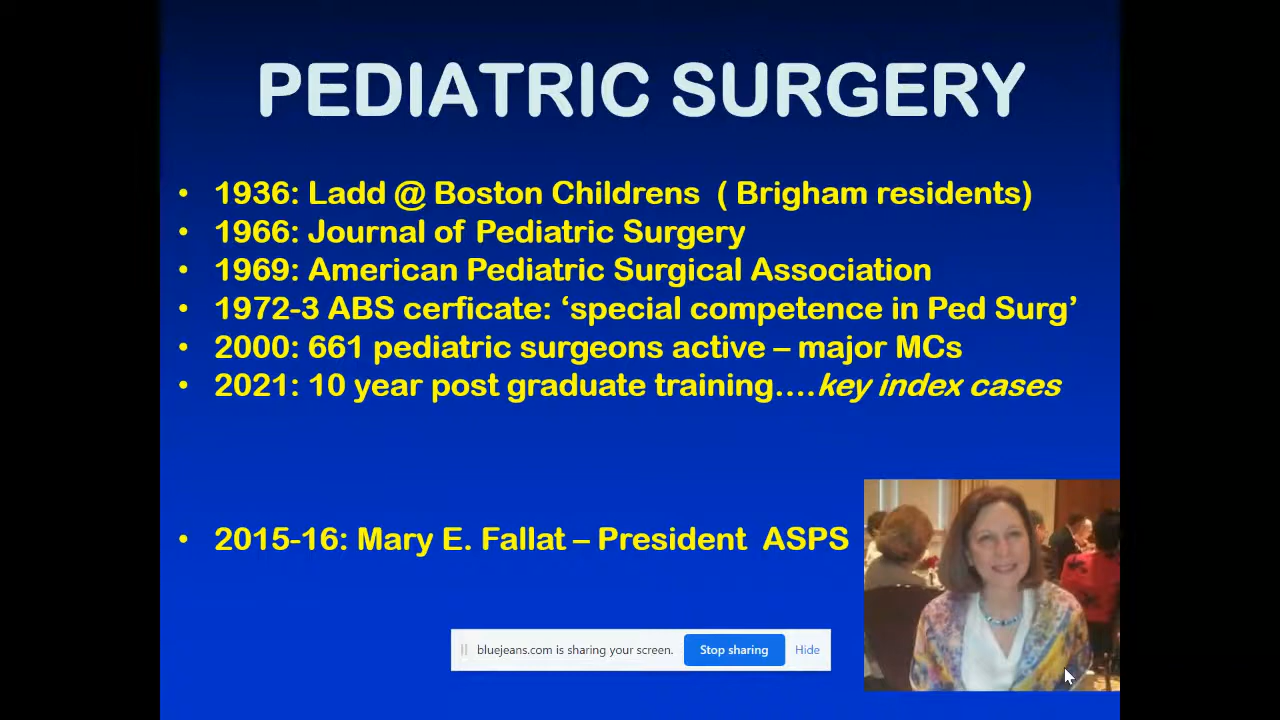 PEDIATRIC SURGERY
• 1936: Ladd @ Boston Childrens ( Brigham residents)
• 1966: Journal of Pediatric Surgery
• 1969: American Pediatric Surgical Association
• 1972-3 ABS cerficate: ‘special competence in Ped Surg’
• 2000: 661 pediatric surgeons active – major MCs
• 2021: 10 year post graduate training….key index cases
• 2015-16: Mary E. Fallat – President ASPS
bluejeans.com is sharing your screen. Stop sharing Hide